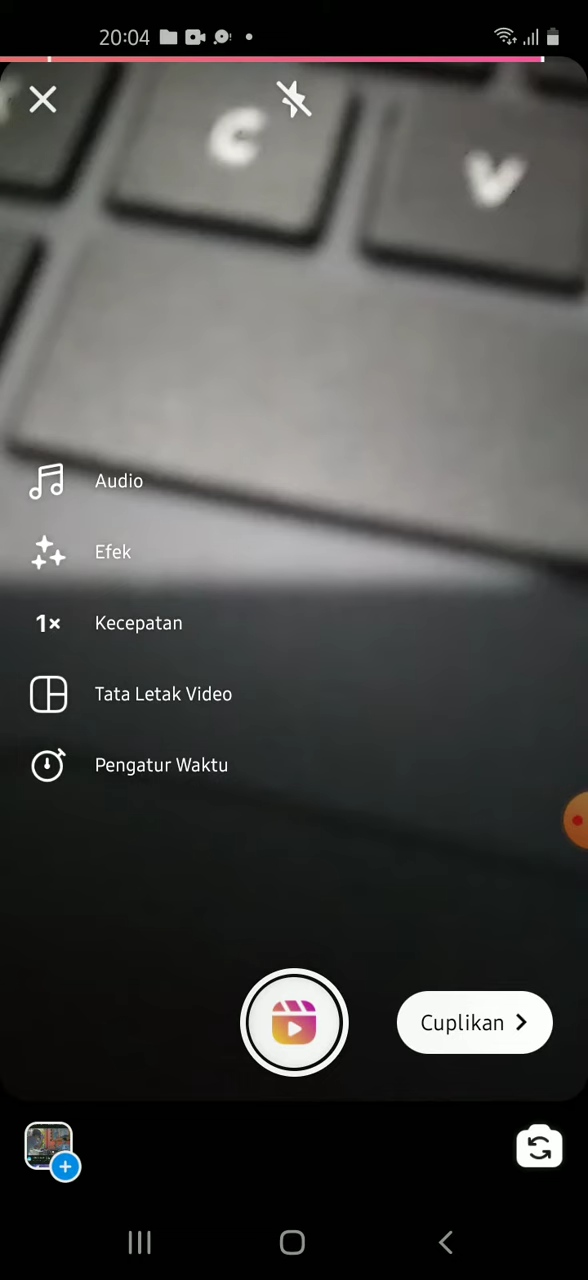 20:04
C V
Audio
Efek
1× Kecepatan
Tata Letak Video
Pengatur Waktu
Cuplikan